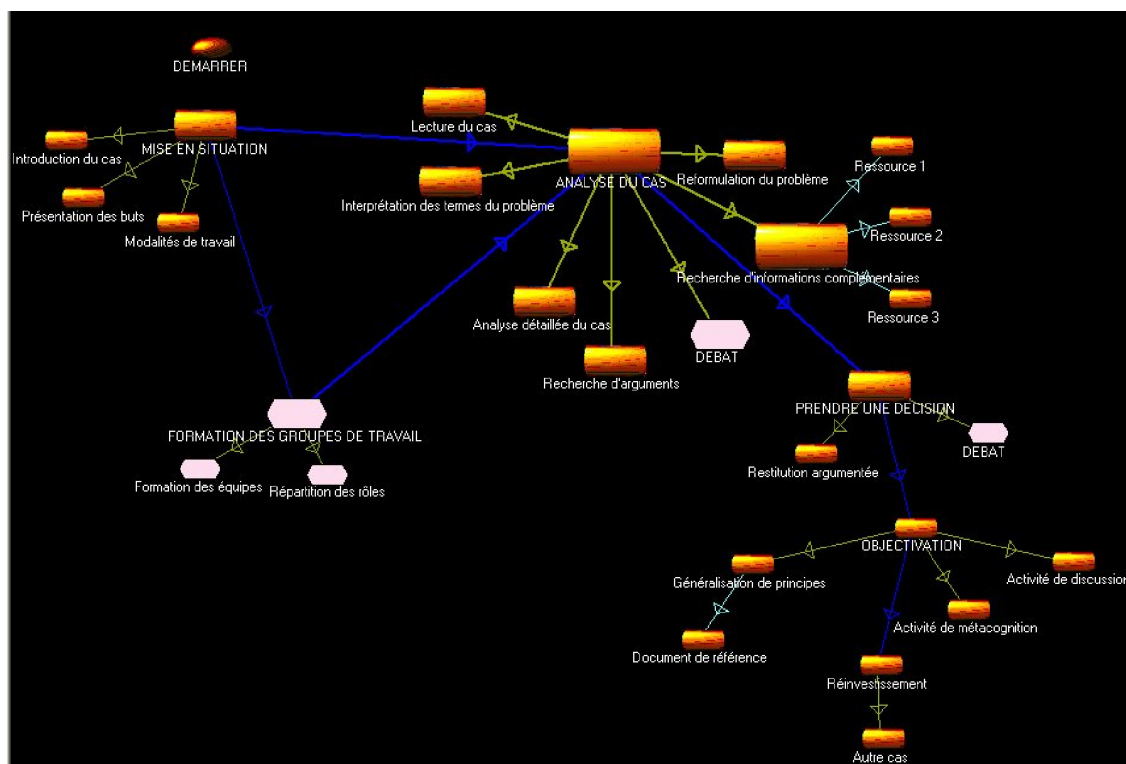 DEMARRER
Lecture du cas
MISE EN SITUATION
Introduction du cas
Présentation des buts
Modalités de travail
ANALYSE DU CAS
Reformulation du problème
Interprétation des termes du problème
Ressource 1
Ressource 2
Recherche d'informations complémentaires
Ressource 3
Analyse détaillée du cas
Recherche d'arguments
DEBAT
PRENDRE UNE DECISION
FORMATION DES GROUPES DE TRAVAIL
Formation des équipes
Répartition des rôles
Restitution argumentée
DEBAT
OBJECTIVATION
Généralisation de principes
Activité de discussion
Activité de métacognition
Document de référence
Réinvestissement
Autre cas